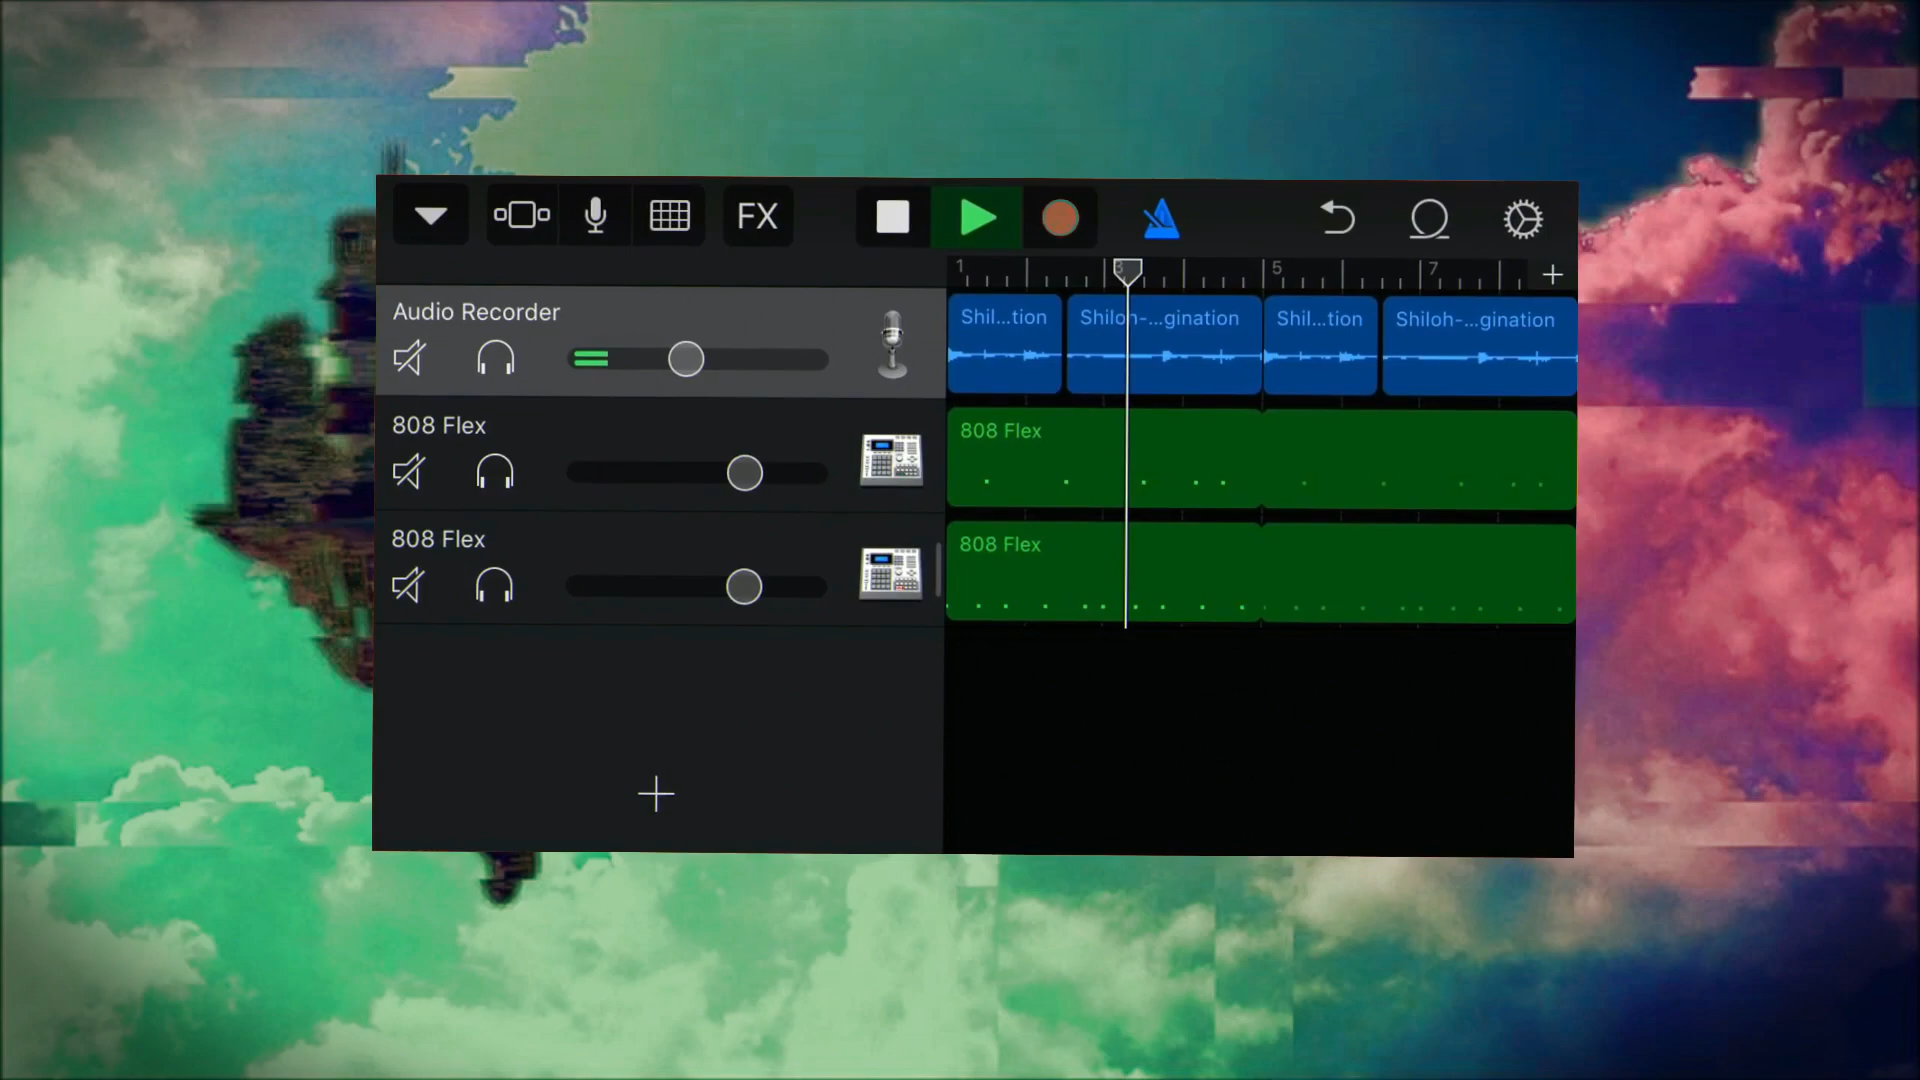 FX
1 3 5 7
Audio Recorder
Shil...tion Shiloh-...gination Shil...tion Shiloh-...gination
808 Flex
808 Flex
808 Flex
808 Flex